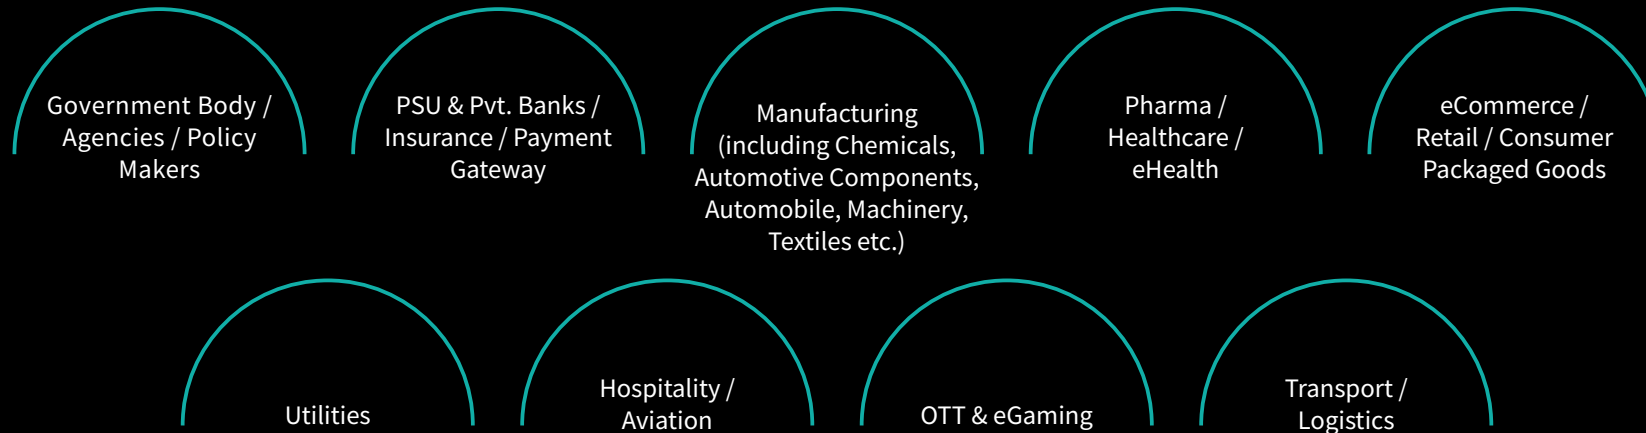 Government Body /
Agencies / Policy
Makers
PSU & Pvt. Banks /
Insurance / Payment
Gateway
Manufacturing
(including Chemicals,
Automotive Components,
Automobile, Machinery,
Textiles etc.)
Pharma /
Healthcare /
eHealth
eCommerce /
Retail / Consumer
Packaged Goods
Utilities
Hospitality /
Aviation
OTT & eGaming
Transport /
Logistics